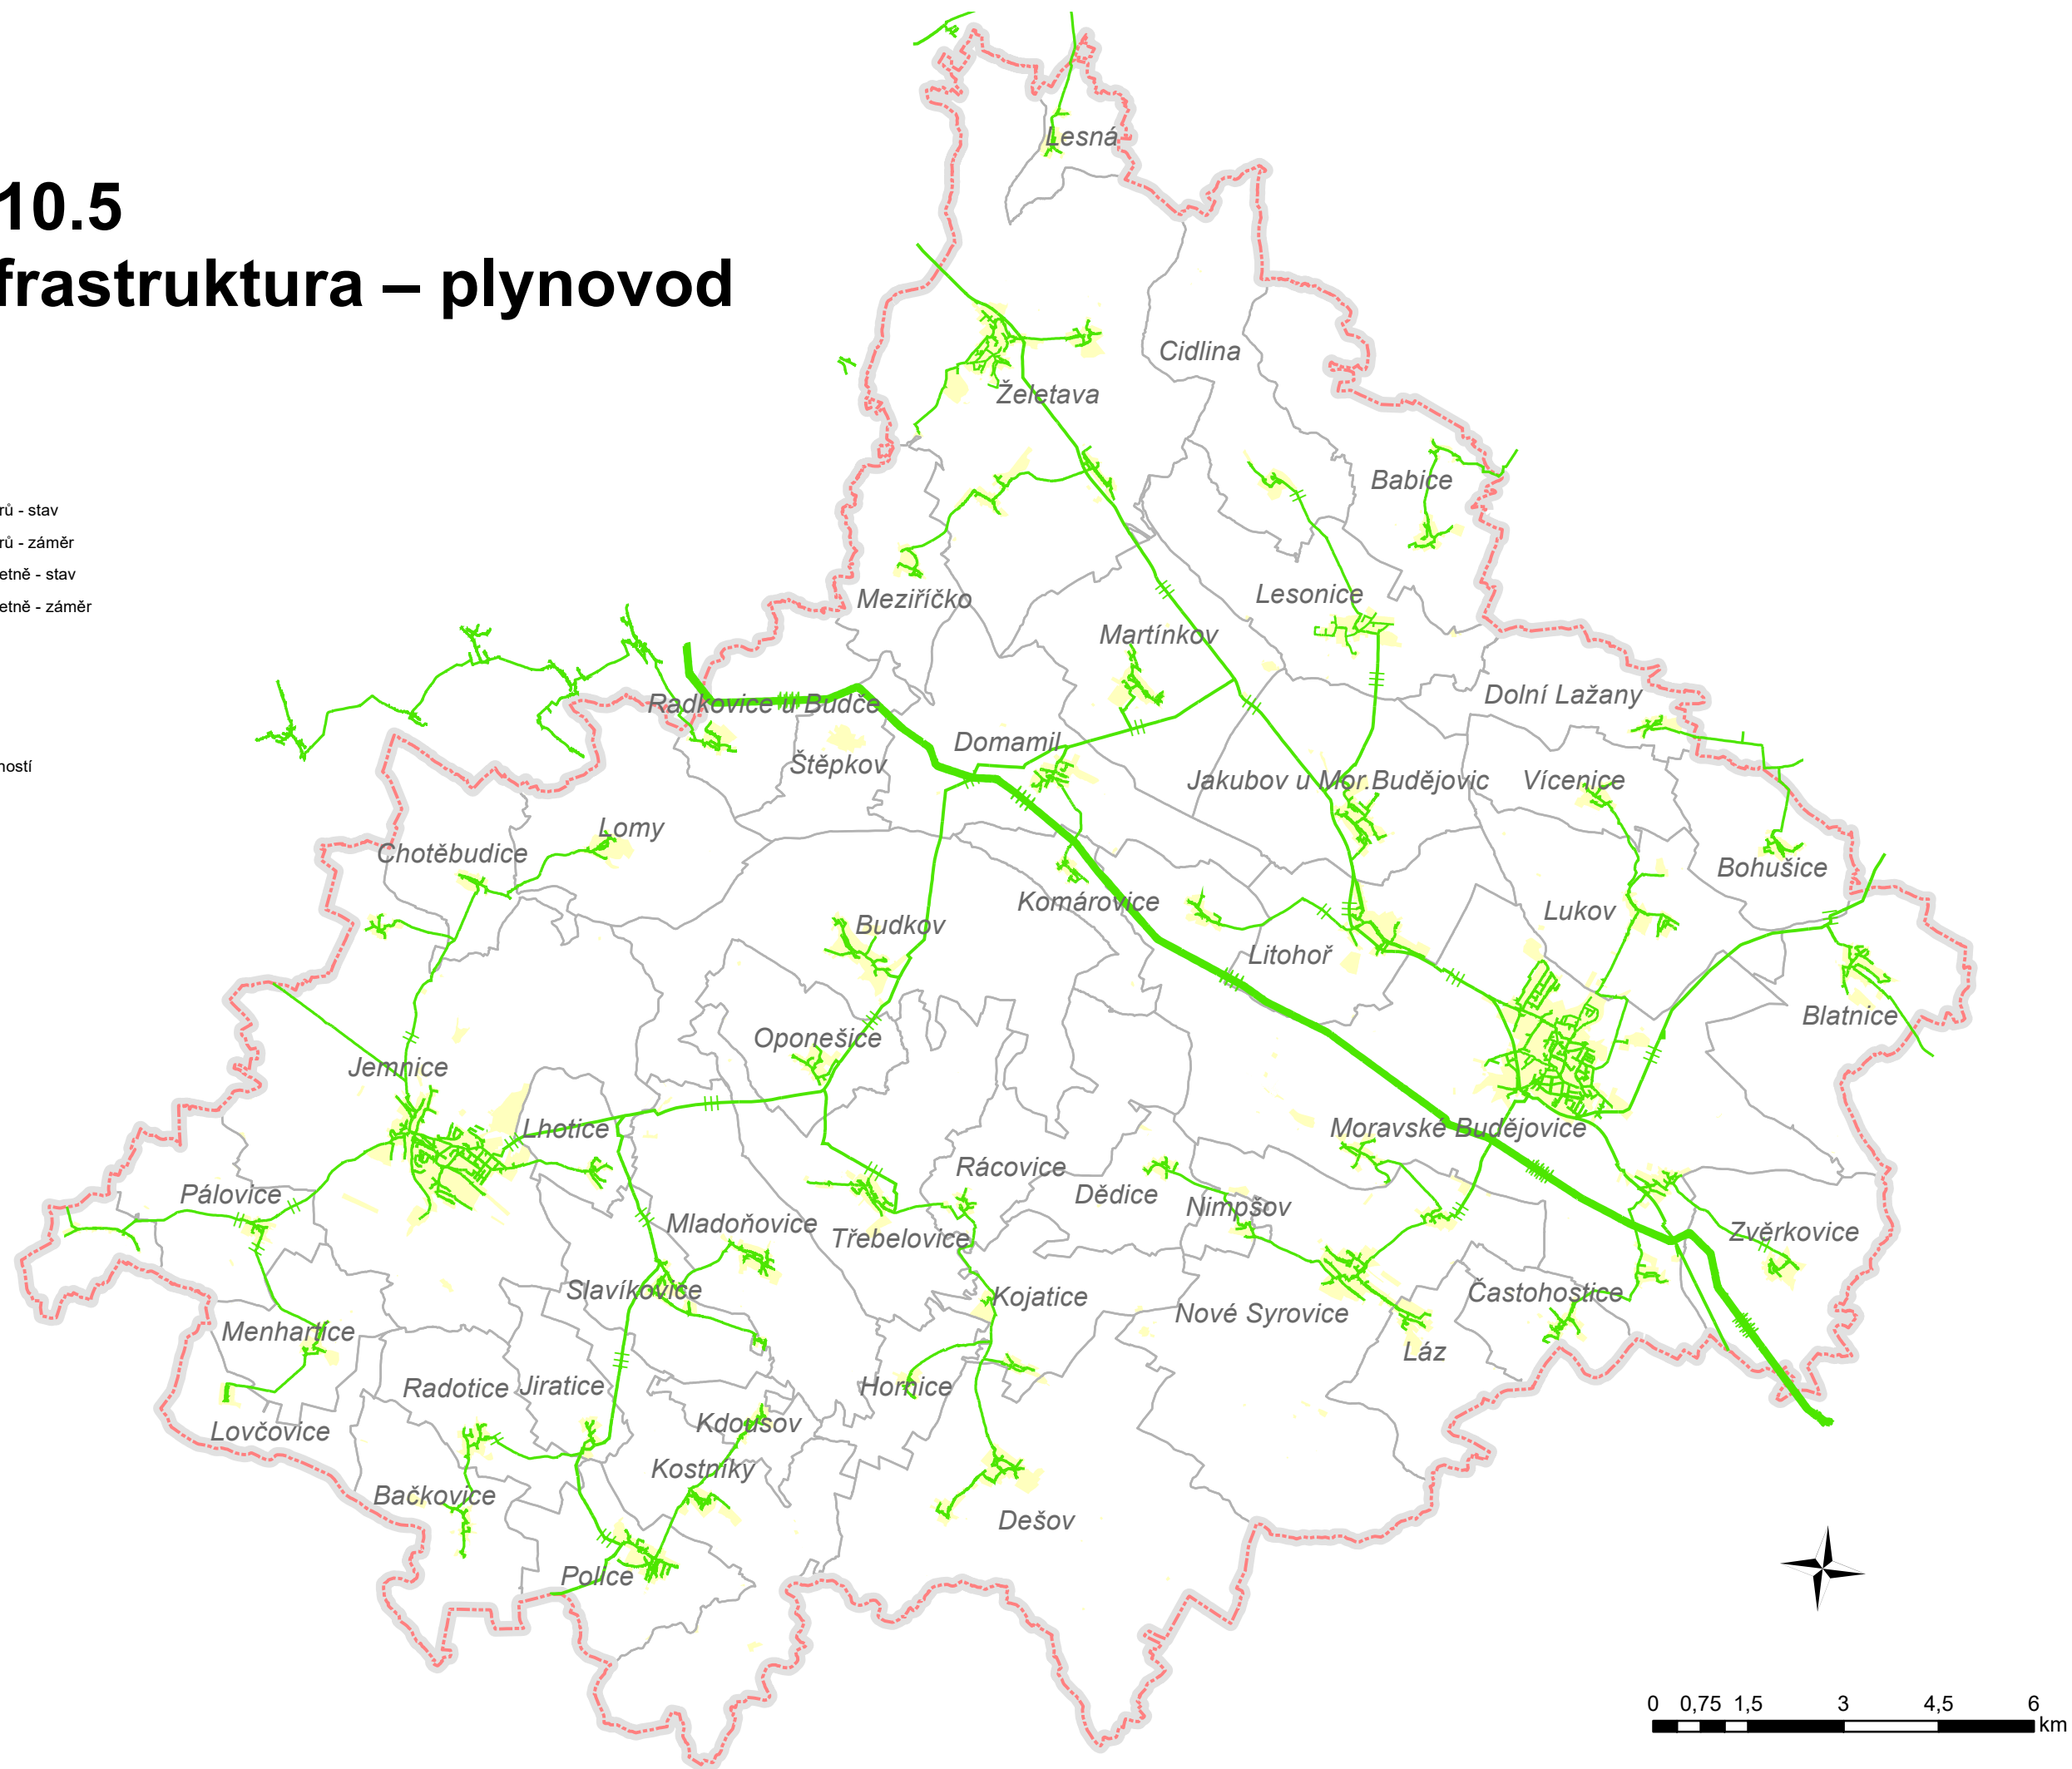 10.5
frastruktura – plynovod
rů - stav
rů - záměr
etně - stav
etně - záměr
ností
Lesná
Cidlina
Želetava
Babice
Meziříčko
Lesonice
Martínkov
Dolní Lažany
Radkovice u Budče
Domamil
Štěpkov
Jakubov u Mor.Budějovic
Vícenice
Lomy
Chotěbudice
Bohušice
Komárovice
Lukov
Budkov
Litohoř
Blatnice
Oponešice
Jemnice
Lhotice
Moravské Budějovice
Rácovice
Pálovice
Dědice
Nimpšov
Mladoňovice
Třebelovice
Zvěrkovice
Slavíkovice
Kojatice
Častohostice
Nové Syrovice
Menhartice
Láz
Radotice
Jiratice
Hornice
Kdousov
Lovčovice
Kostníky
Bačkovice
Dešov
Police
0 0,75 1,5 3 4,5 6
km